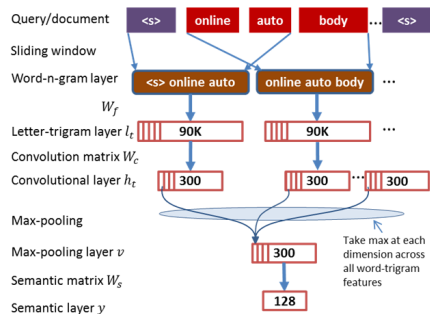 Query/document <s> online auto body ... <s>
Sliding window
Word-n-gram layer <s> online auto online auto body ...
W_f
Letter-trigram layer l_t 90K 90K ...
Convolution matrix W_c
Convolutional layer h_t 300 300 ... 300
Max-pooling
Take max at each
dimension across
all word-trigram
features
Max-pooling layer v 300
Semantic matrix W_s
Semantic layer y 128